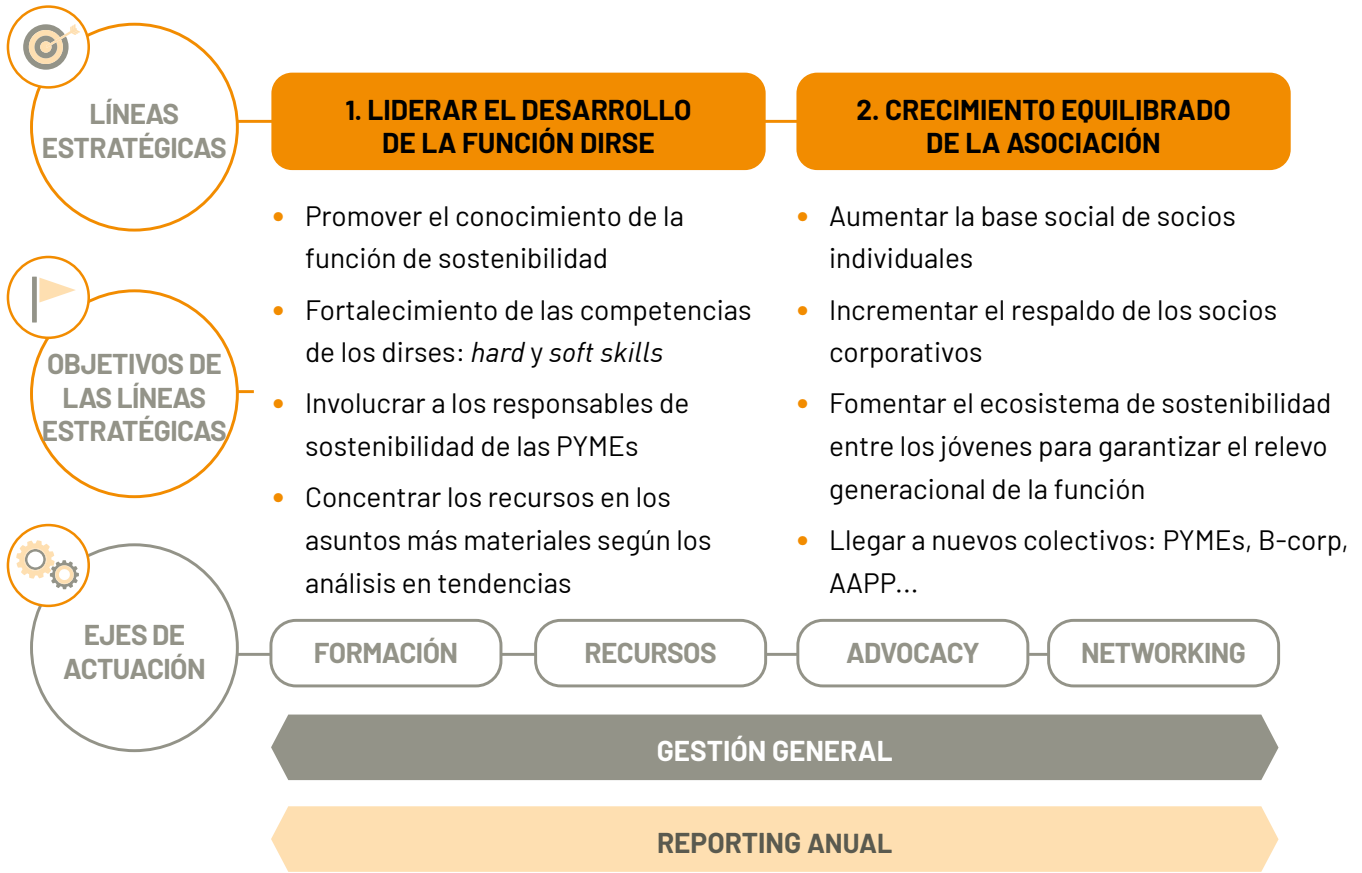 LÍNEAS
ESTRATÉGICAS
1. LIDERAR EL DESARROLLO
DE LA FUNCIÓN DIRSE
2. CRECIMIENTO EQUILIBRADO
DE LA ASOCIACIÓN
OBJETIVOS DE
LAS LÍNEAS
ESTRATÉGICAS
• Promover el conocimiento de la
función de sostenibilidad
• Fortalecimiento de las competencias
de los dirses: hard y soft skills
• Involucrar a los responsables de
sostenibilidad de las PYMEs
• Concentrar los recursos en los
asuntos más materiales según los
análisis en tendencias
• Aumentar la base social de socios
individuales
• Incrementar el respaldo de los socios
corporativos
• Fomentar el ecosistema de sostenibilidad
entre los jóvenes para garantizar el relevo
generacional de la función
• Llegar a nuevos colectivos: PYMEs, B-corp,
AAPP...
EJES DE
ACTUACIÓN
FORMACIÓN
RECURSOS
ADVOCACY
NETWORKING
GESTIÓN GENERAL
REPORTING ANUAL